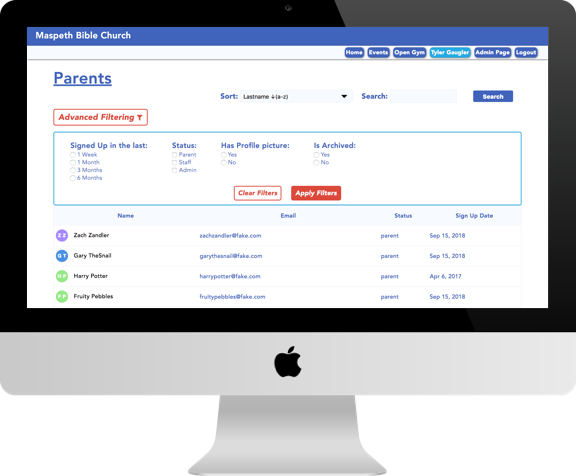 Maspeth Bible Church
Home Events Open Gym Tyler Gaugler Admin Page Logout
Parents
Sort: Lastname ↓(a-z) Search: Search
Advanced Filtering
Signed Up in the last: Status: Has Profile picture: Is Archived:
1 Week Parent Yes Yes
1 Month Staff No No
3 Months Admin
6 Months
Clear Filters Apply Filters
Name Email Status Sign Up Date
Z Z Zach Zandler zachzandler@fake.com parent Sep 15, 2018
G T Gary TheSnail garythesnail@fake.com parent Sep 15, 2018
H P Harry Potter harrypotter@fake.com parent Apr 6, 2017
F P Fruity Pebbles fruitypebbles@fake.com parent Sep 15, 2018